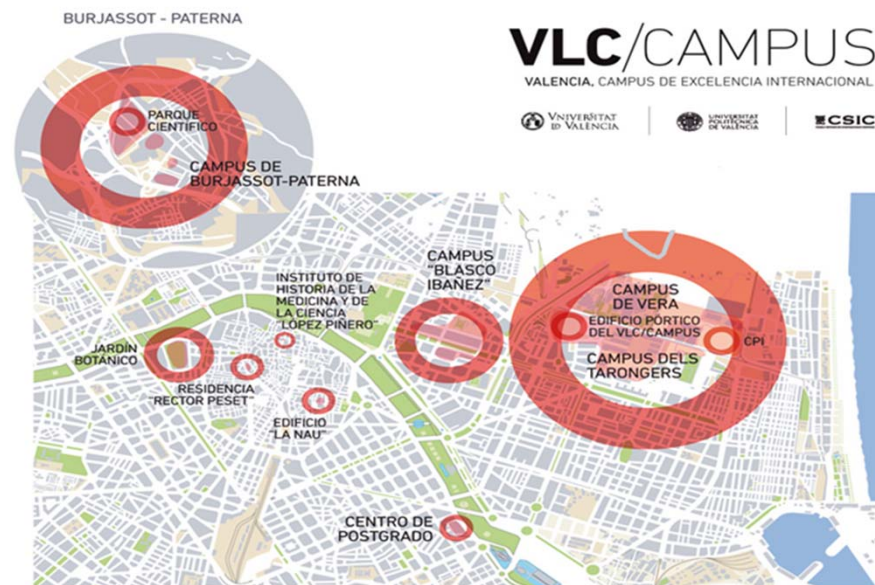 BURJASSOT - PATERNA
VLC/CAMPUS
VALENCIA, CAMPUS DE EXCELENCIA INTERNACIONAL
VNIVERSITAT
ID VALÈNCIA
UNIVERSITAT
POLITÈCNICA
DE VALÈNCIA
CSIC
PARQUE
CIENTÍFICO
CAMPUS DE
BURJASSOT-PATERNA
CAMPUS
"BLASCO
IBAÑEZ"
INSTITUTO DE
HISTORIA DE LA
MEDICINA Y DE
LA CIENCIA
"LÓPEZ PIÑERO"
CAMPUS
DE VERA
EDIFICIO PÓRTICO
DEL VLC/CAMPUS
CPI
CAMPUS DELS
TARONGERS
JARDÍN
BOTÁNICO
RESIDENCIA
"RECTOR PESET"
EDIFICIO
"LA NAU"
CENTRO DE
POSTGRADO